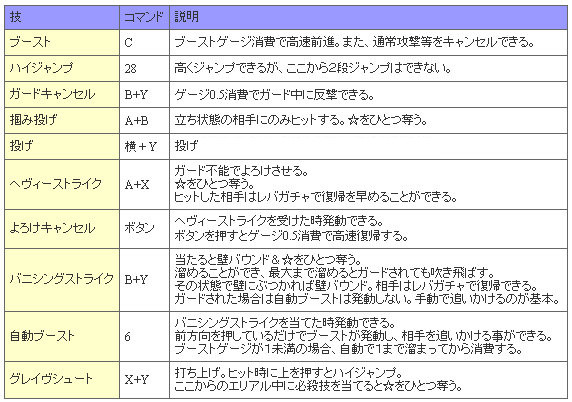 技 コマンド 説明
ブースト C ブーストゲージ消費で高速前進。また、通常攻撃等をキャンセルできる。
ハイジャンプ 28 高くジャンプできるが、ここから2段ジャンプはできない。
ガードキャンセル B+Y ゲージ0.5消費でガード中に反撃できる。
掴み投げ A+B 立ち状態の相手にのみヒットする。☆をひとつ奪う。
投げ 横+Y 投げ
ヘヴィーストライク A+X ガード不能でよろけさせる。
☆をひとつ奪う。
ヒットした相手はレバガチャで復帰を早めることができる。
よろけキャンセル ボタン ヘヴィーストライクを受けた時発動できる。
ボタンを押すとゲージ0.5消費で高速復帰する。
バニシングストライク B+Y 当たると壁バウンド&☆をひとつ奪う。
溜めることができ、最大まで溜めるとガードされても吹き飛ばす。
その状態で壁にぶつかれば壁バウンド。相手はレバガチャで復帰できる。
ガードされた場合は自動ブーストは発動しない。手動で追いかけるのが基本。
自動ブースト 6 バニシングストライクを当てた時発動できる。
前方向を押しているだけでブーストが発動し、相手を追いかける事ができる。
ブーストゲージが1未満の場合、自動で1まで溜まってから消費する。
グレイヴシュート X+Y 打ち上げ。ヒット時に上を押すとハイジャンプ。
ここからのエリアル中に必殺技を当てると☆をひとつ奪う。